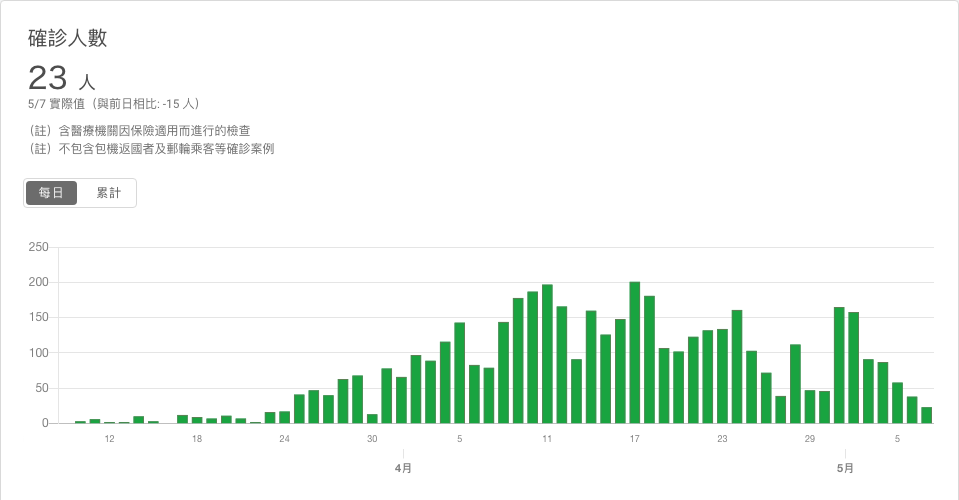 確診人數
23 人
5/7 實際值（與前日相比: -15 人）
（註）含醫療機關因保險適用而進行的檢查
（註）不包含包機返國者及郵輪乘客等確診案例
每日 累計
250
200
150
100
50
0
12 18 24 30 5 11 17 23 29 5
4月 5月